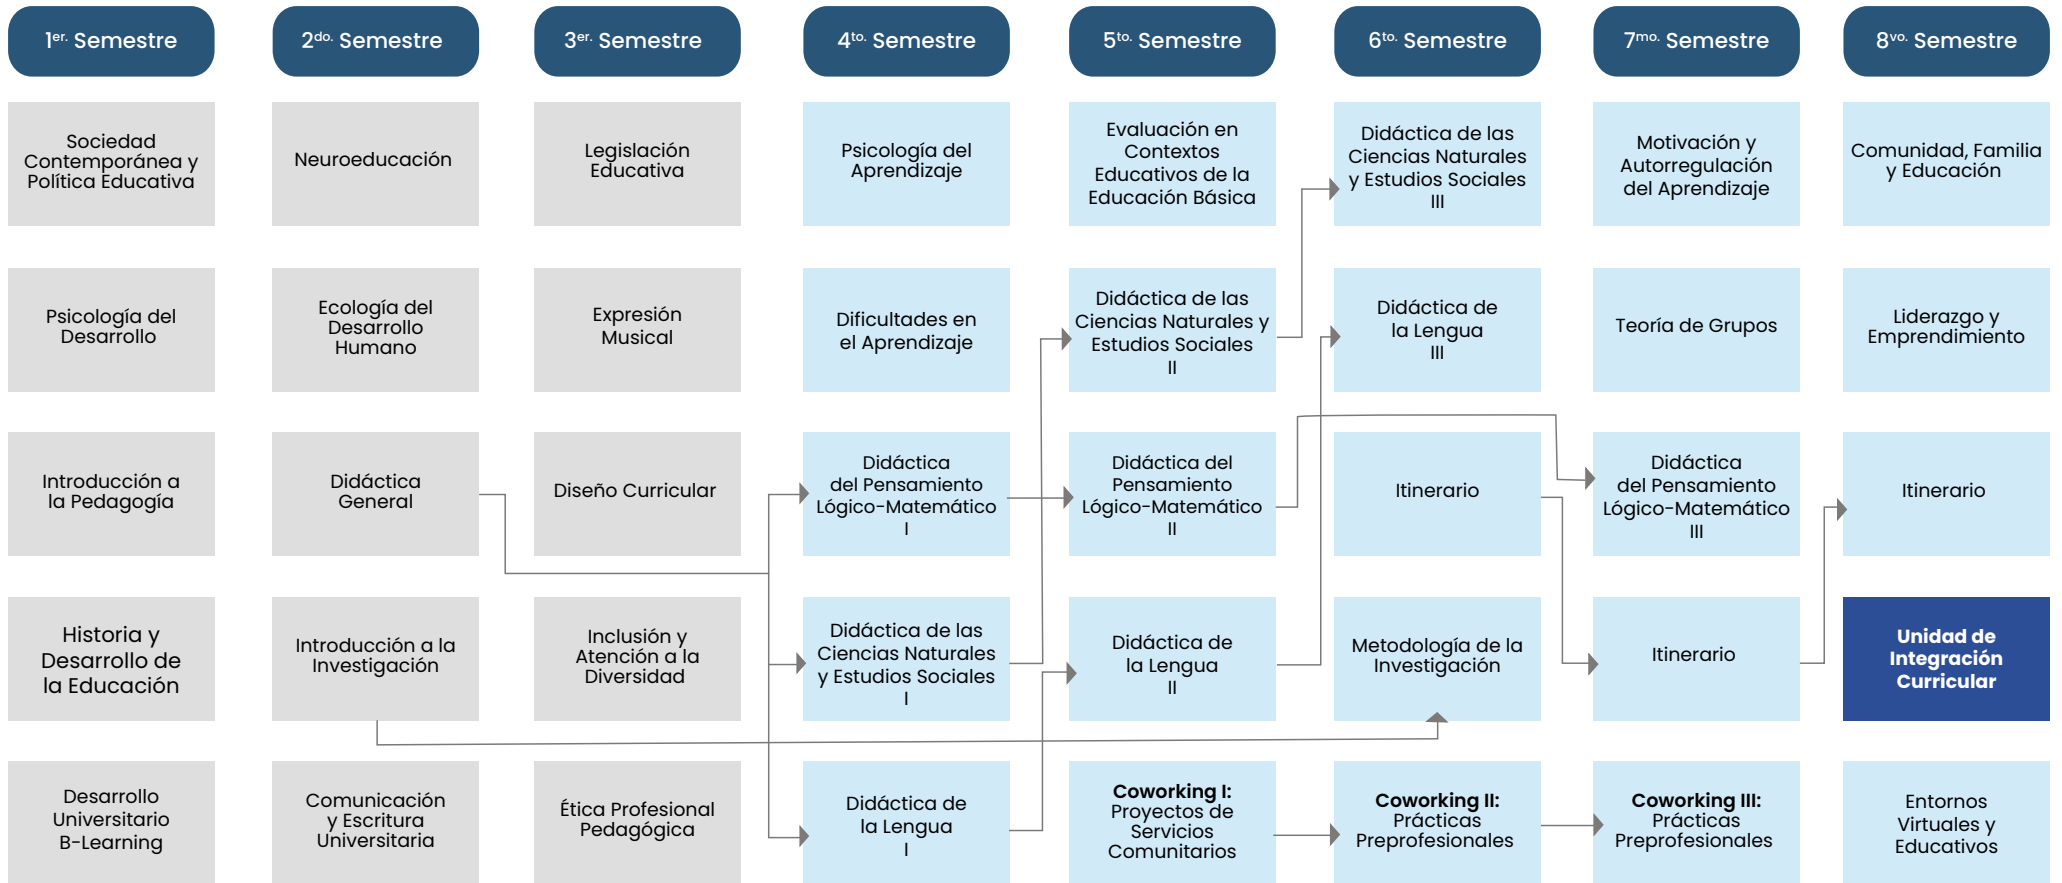 1er. Semestre
2do. Semestre
3er. Semestre
4to. Semestre
5to. Semestre
6to. Semestre
7mo. Semestre
8vo. Semestre
Sociedad
Contemporánea y
Política Educativa
Neuroeducación
Legislación
Educativa
Psicología del
Aprendizaje
Evaluación en
Contextos
Educativos de la
Educación Básica
Didáctica de las
Ciencias Naturales
y Estudios Sociales
III
Motivación y
Autorregulación
del Aprendizaje
Comunidad, Familia
y Educación
Psicología del
Desarrollo
Ecología del
Desarrollo
Humano
Expresión
Musical
Dificultades en
el Aprendizaje
Didáctica de las
Ciencias Naturales y
Estudios Sociales
II
Didáctica de
la Lengua
III
Teoría de Grupos
Liderazgo y
Emprendimiento
Introducción a
la Pedagogía
Didáctica
General
Diseño Curricular
Didáctica
del Pensamiento
Lógico-Matemático
I
Didáctica del
Pensamiento
Lógico-Matemático
II
Itinerario
Didáctica
del Pensamiento
Lógico-Matemático
III
Itinerario
Historia y
Desarrollo de
la Educación
Introducción a la
Investigación
Inclusión y
Atención a la
Diversidad
Didáctica de las
Ciencias Naturales
y Estudios Sociales
I
Didáctica de
la Lengua
II
Metodología de la
Investigación
Itinerario
Unidad de
Integración
Curricular
Desarrollo
Universitario
B-Learning
Comunicación
y Escritura
Universitaria
Ética Profesional
Pedagógica
Didáctica de
la Lengua
I
Coworking I:
Proyectos de
Servicios
Comunitarios
Coworking II:
Prácticas
Preprofesionales
Coworking III:
Prácticas
Preprofesionales
Entornos
Virtuales y
Educativos